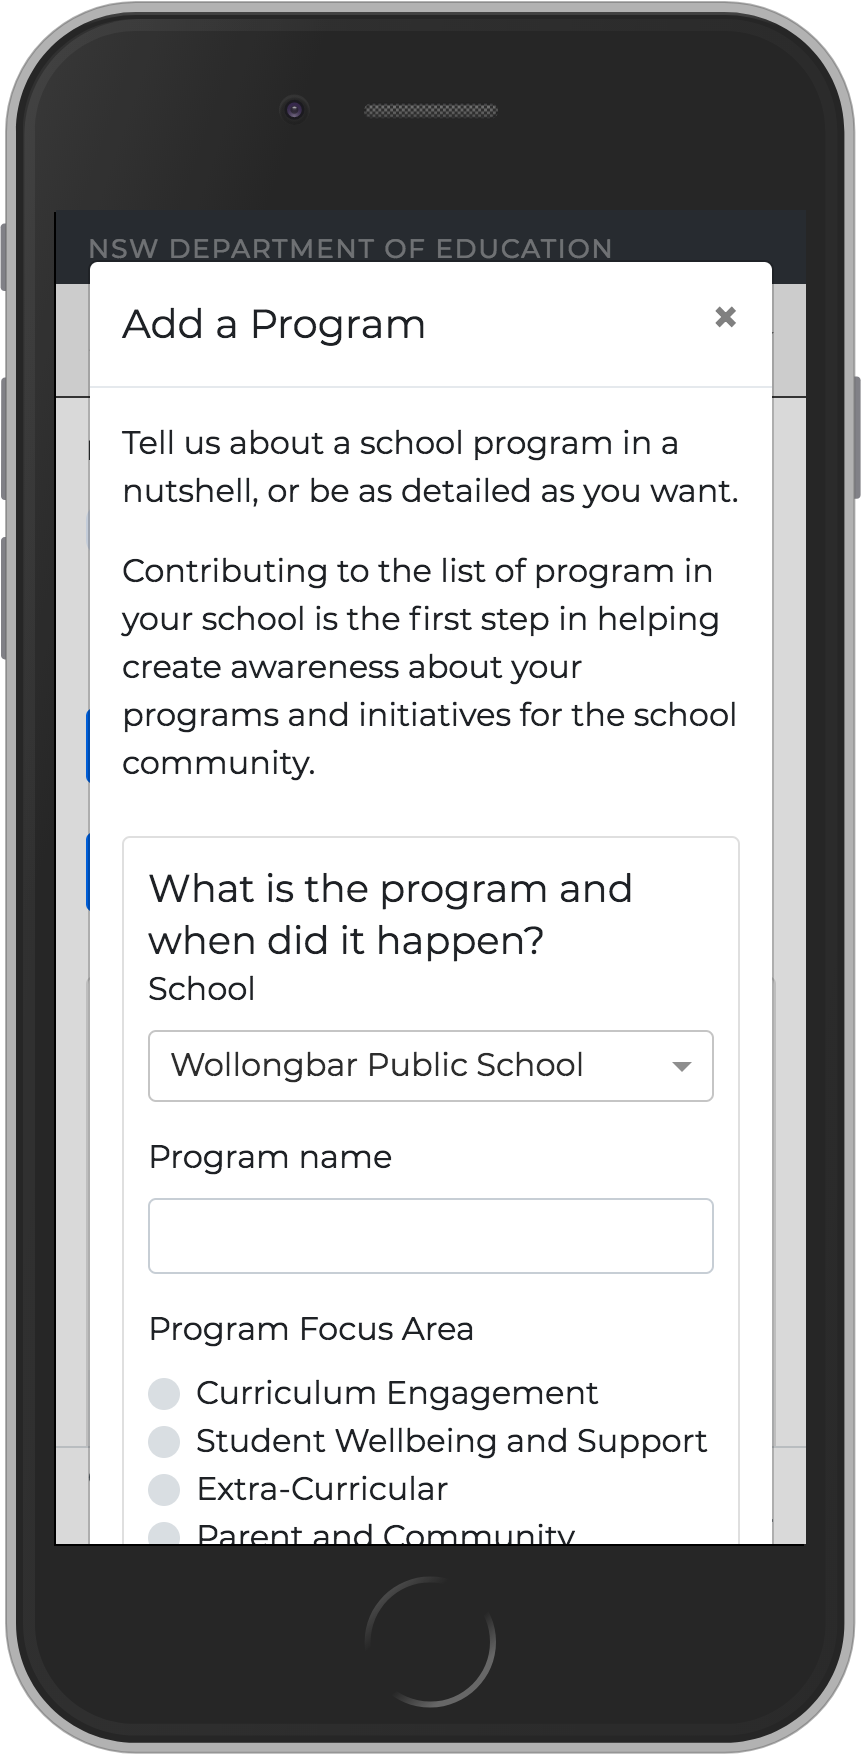 NSW DEPARTMENT OF EDUCATION
Add a Program
Tell us about a school program in a
nutshell, or be as detailed as you want.
Contributing to the list of program in
your school is the first step in helping
create awareness about your
programs and initiatives for the school
community.
What is the program and
when did it happen?
School
Wollongbar Public School
Program name
Program Focus Area
Curriculum Engagement
Student Wellbeing and Support
Extra-Curricular
Parent and Community